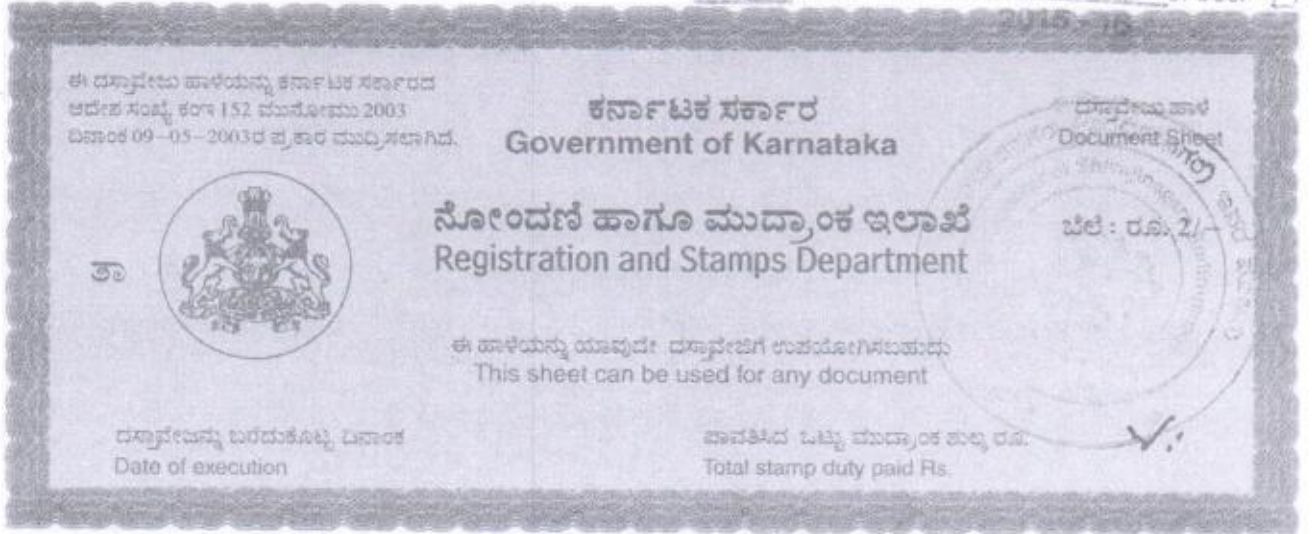 2015-16
ಈ ದಸ್ತಾವೇಜು ಹಾಳೆಯನ್ನು ಕರ್ನಾಟಕ ಸರ್ಕಾರದ
ಆದೇಶ ಸಂಖ್ಯೆ ಕಂಇ 152 ಮುನೋಮು 2003
ದಿನಾಂಕ 09-05-2003ರ ಪ್ರಕಾರ ಮುದ್ರಿಸಲಾಗಿದೆ.
ಕರ್ನಾಟಕ ಸರ್ಕಾರ
Government of Karnataka
ದಸ್ತಾವೇಜು ಹಾಳೆ
Document Sheet
ನೋಂದಣಿ ಹಾಗೂ ಮುದ್ರಾಂಕ ಇಲಾಖೆ
Registration and Stamps Department
ಬೆಲೆ : ರೂ. 2/-
ತಾ
ಈ ಹಾಳೆಯನ್ನು ಯಾವುದೇ ದಸ್ತಾವೇಜಿಗೆ ಉಪಯೋಗಿಸಬಹುದು
This sheet can be used for any document
ದಸ್ತಾವೇಜನ್ನು ಬರೆದುಕೊಟ್ಟ ದಿನಾಂಕ
Date of execution
ಪಾವತಿಸಿದ ಒಟ್ಟು ಮುದ್ರಾಂಕ ಶುಲ್ಕ ರೂ.
Total stamp duty paid Rs.